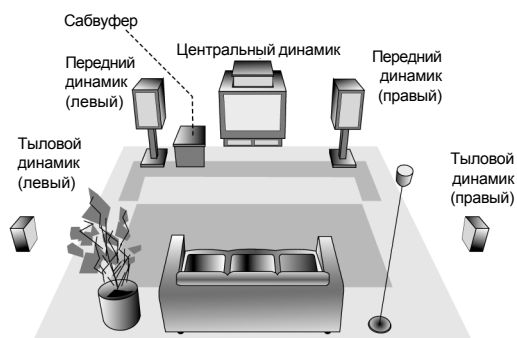 Сабвуфер
Центральный динамик
Передний
динамик
(левый)
Передний
динамик
(правый)
Тыловой
динамик
(левый)
Тыловой
динамик
(правый)